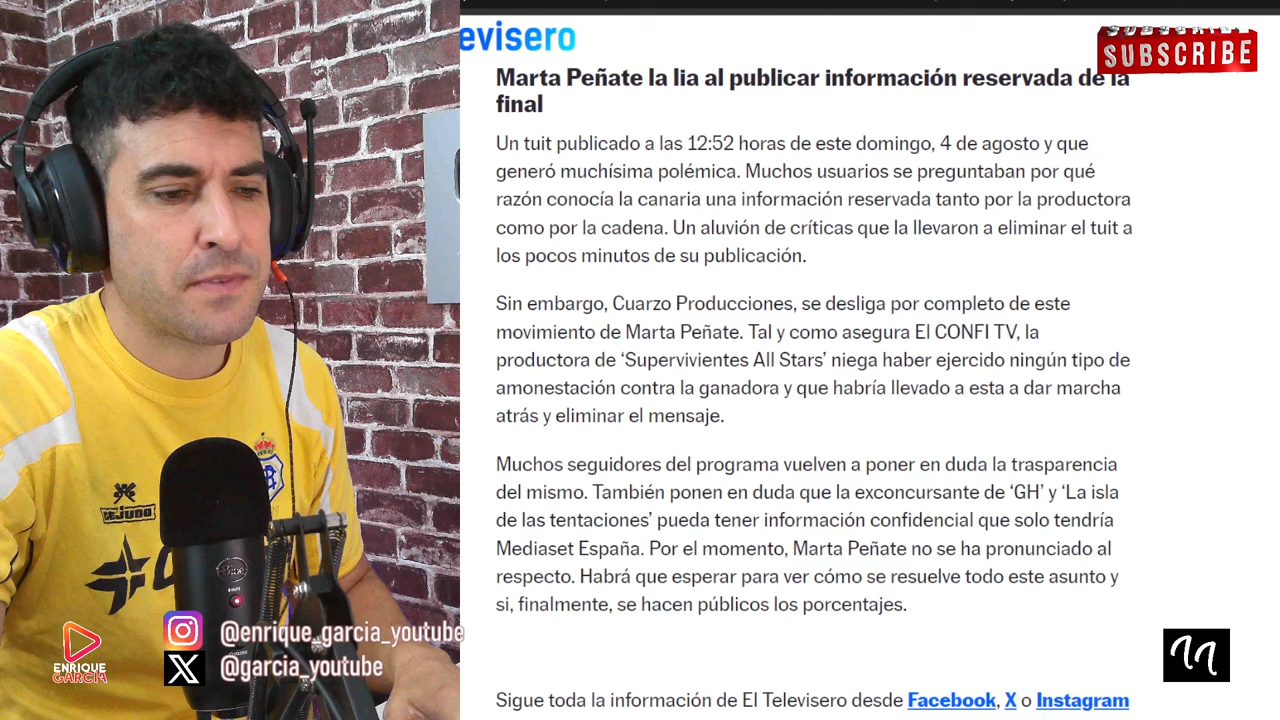 evisero
SUBSCRIBE
SUBSCRIBE
Marta Peñate la lia al publicar información reservada de la
final
Un tuit publicado a las 12:52 horas de este domingo, 4 de agosto y que
generó muchísima polémica. Muchos usuarios se preguntaban por qué
razón conocía la canaria una información reservada tanto por la productora
como por la cadena. Un aluvión de críticas que la llevaron a eliminar el tuit a
los pocos minutos de su publicación.
Sin embargo, Cuarzo Producciones, se desliga por completo de este
movimiento de Marta Peñate. Tal y como asegura El CONFI TV, la
productora de ‘Supervivientes All Stars’ niega haber ejercido ningún tipo de
amonestación contra la ganadora y que habría llevado a esta a dar marcha
atrás y eliminar el mensaje.
Muchos seguidores del programa vuelven a poner en duda la trasparencia
del mismo. También ponen en duda que la exconcursante de ‘GH’ y ‘La isla
de las tentaciones’ pueda tener información confidencial que solo tendría
Mediaset España. Por el momento, Marta Peñate no se ha pronunciado al
respecto. Habrá que esperar para ver cómo se resuelve todo este asunto y
si, finalmente, se hacen públicos los porcentajes.
Sigue toda la información de El Televisero desde Facebook, X o Instagram
@enrique_garcia_youtube
@garcia_youtube
ENRIQUE
GARCIA